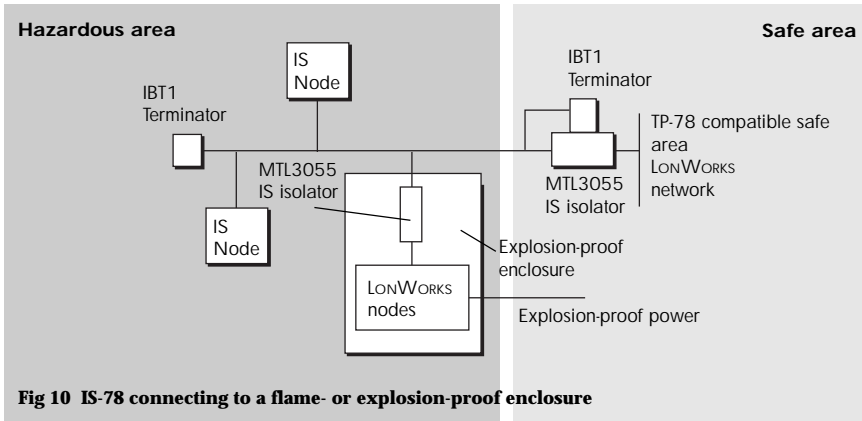 Hazardous area
Safe area
IS
Node
IBT1
Terminator
IBT1
Terminator
TP-78 compatible safe
area
LONWORKS
network
MTL3055
IS isolator
MTL3055
IS isolator
IS
Node
Explosion-proof
enclosure
LONWORKS
nodes
Explosion-proof power
Fig 10 IS-78 connecting to a flame- or explosion-proof enclosure